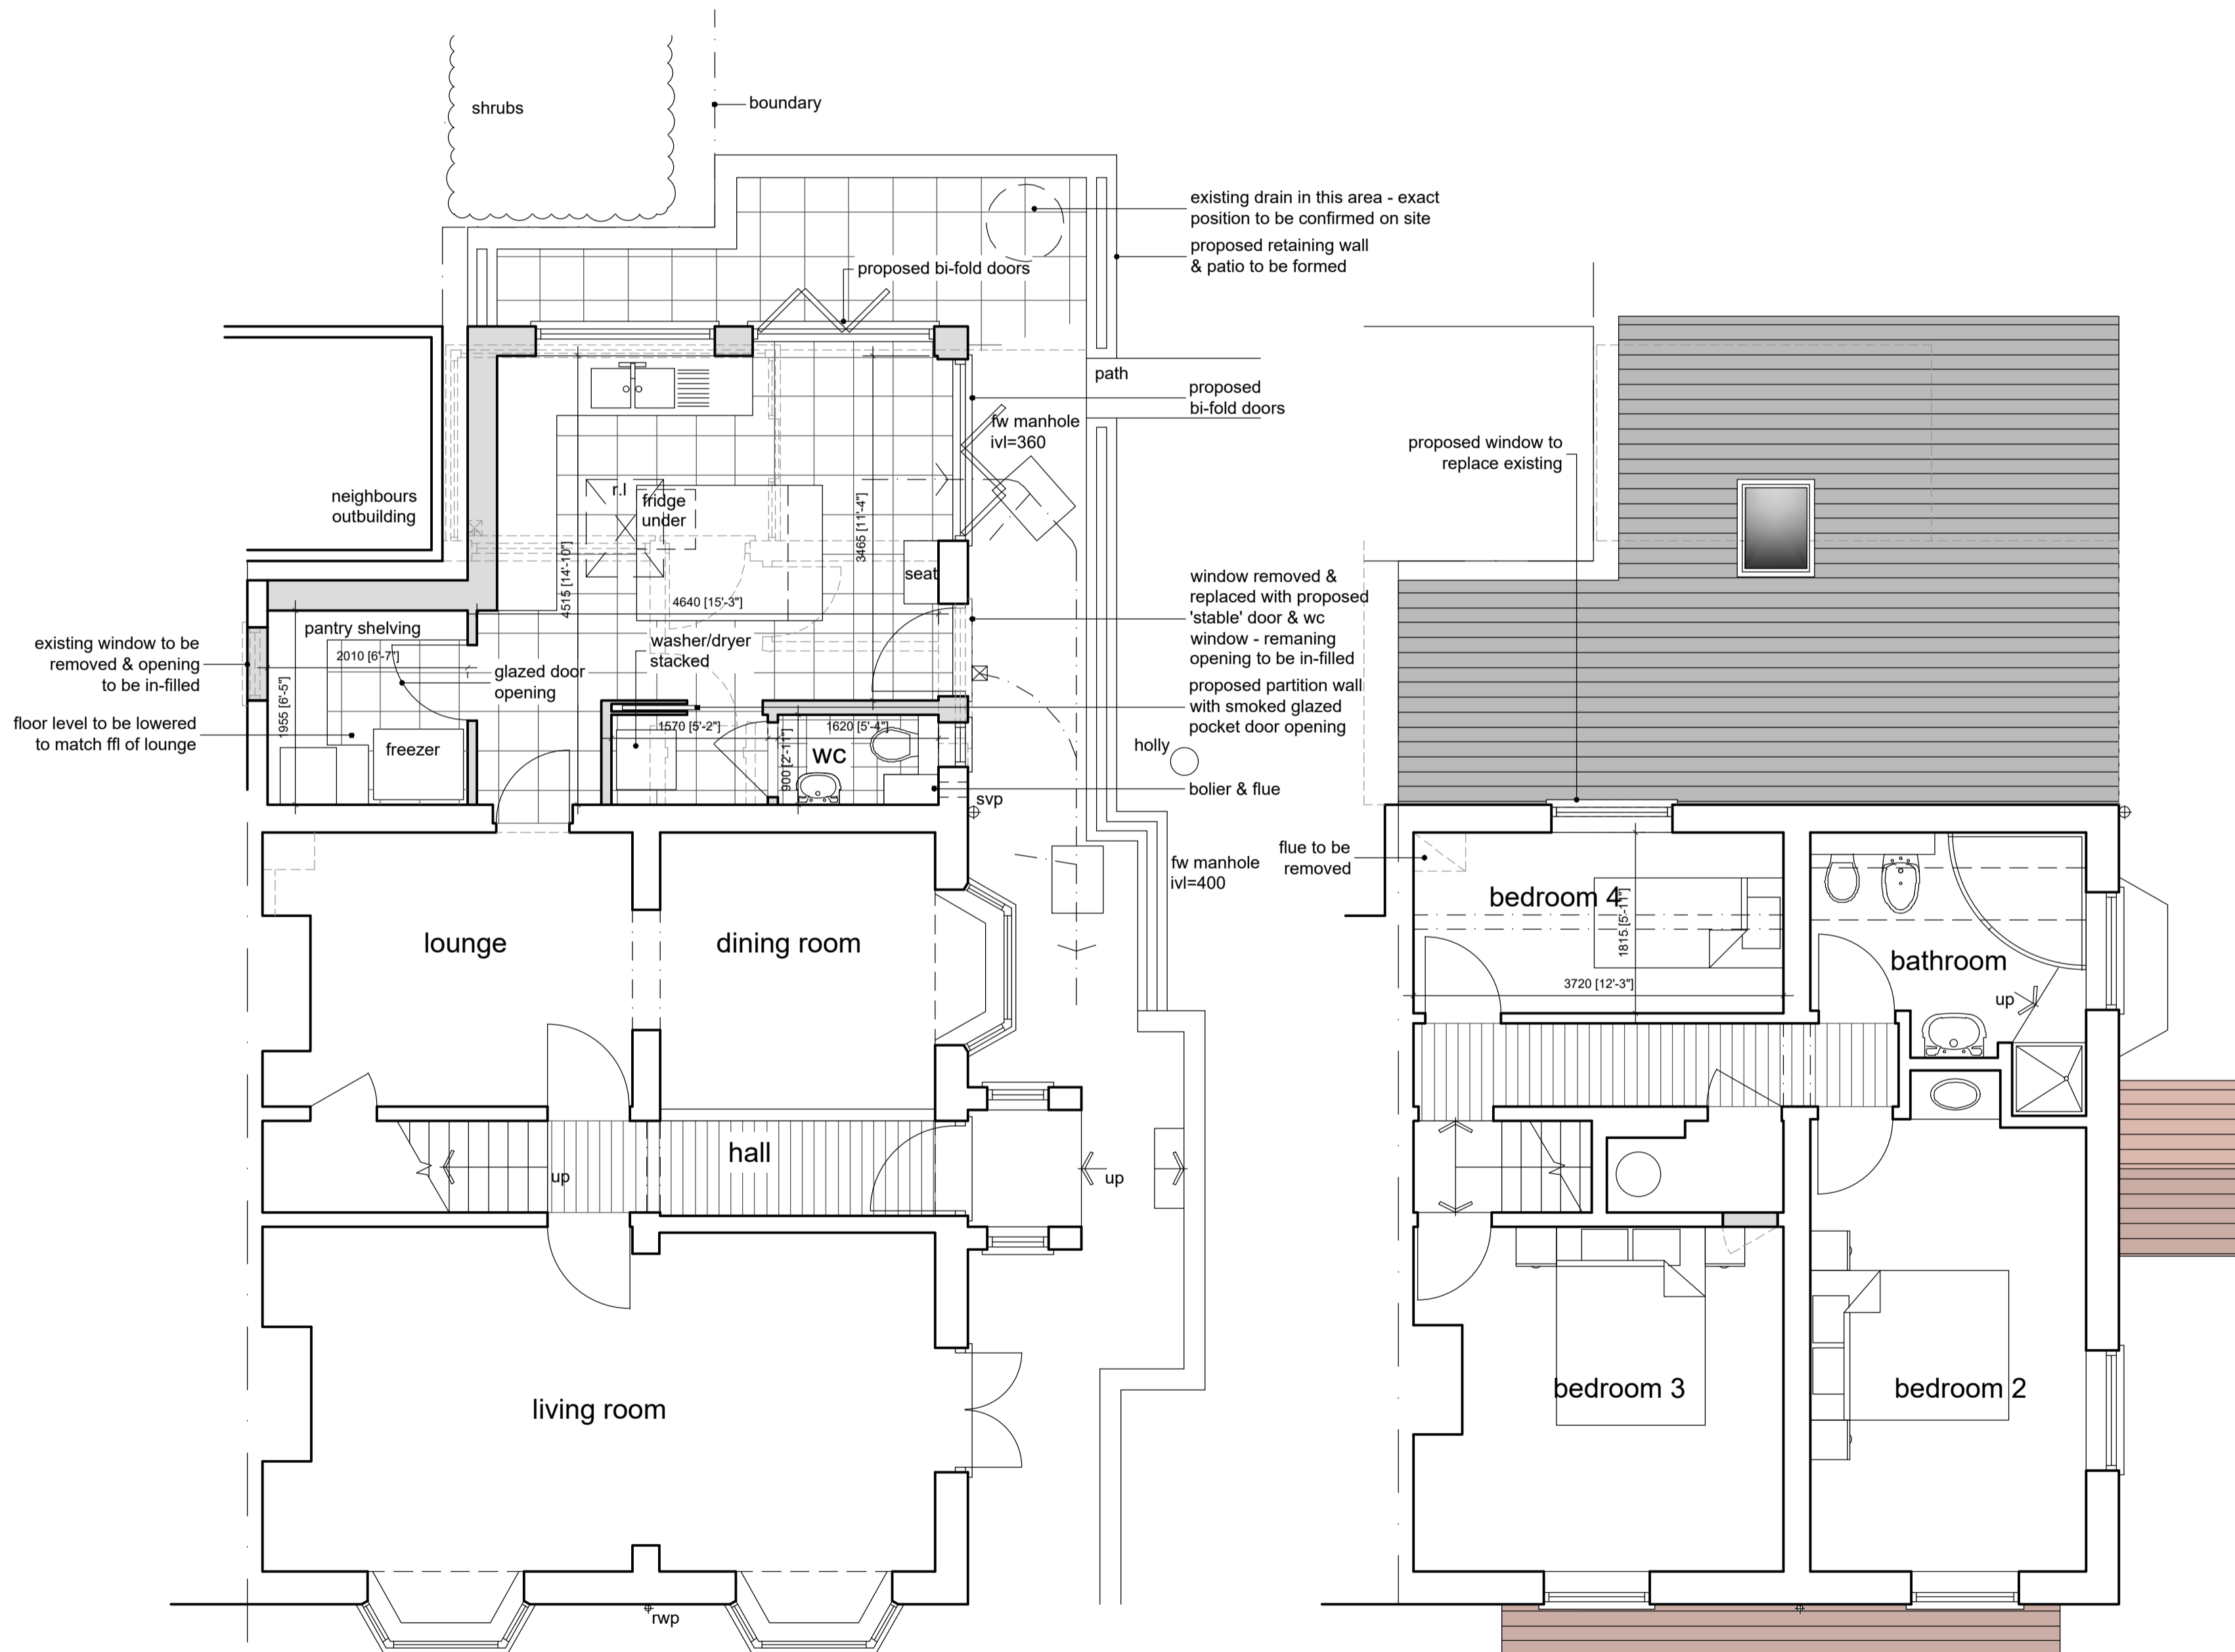 shrubs
boundary
existing drain in this area - exact
position to be confirmed on site
proposed retaining wall
& patio to be formed
proposed bi-fold doors
path
proposed
bi-fold doors
fw manhole
ivl=360
proposed window to
replace existing
neighbours
outbuilding
r.l
fridge
under
3465 [11'-4"]
4515 [14'-10"]
seat
4640 [15'-3"]
window removed &
replaced with proposed
'stable' door & wc
window - remaning
opening to be in-filled
pantry shelving
existing window to be
removed & opening
to be in-filled
2010 [6'-7"]
washer/dryer
stacked
glazed door
opening
1955 [6'-5"]
proposed partition wall
with smoked glazed
pocket door opening
floor level to be lowered
to match ffl of lounge
freezer
1570 [5'-2"]
1620 [5'-4"]
900 [2'-11"]
wc
holly
bolier & flue
svp
fw manhole
ivl=400
flue to be
removed
bedroom 4
1815 [5'-11"]
3720 [12'-3"]
bathroom
up
lounge
dining room
hall
up
up
living room
bedroom 3
bedroom 2
rwp